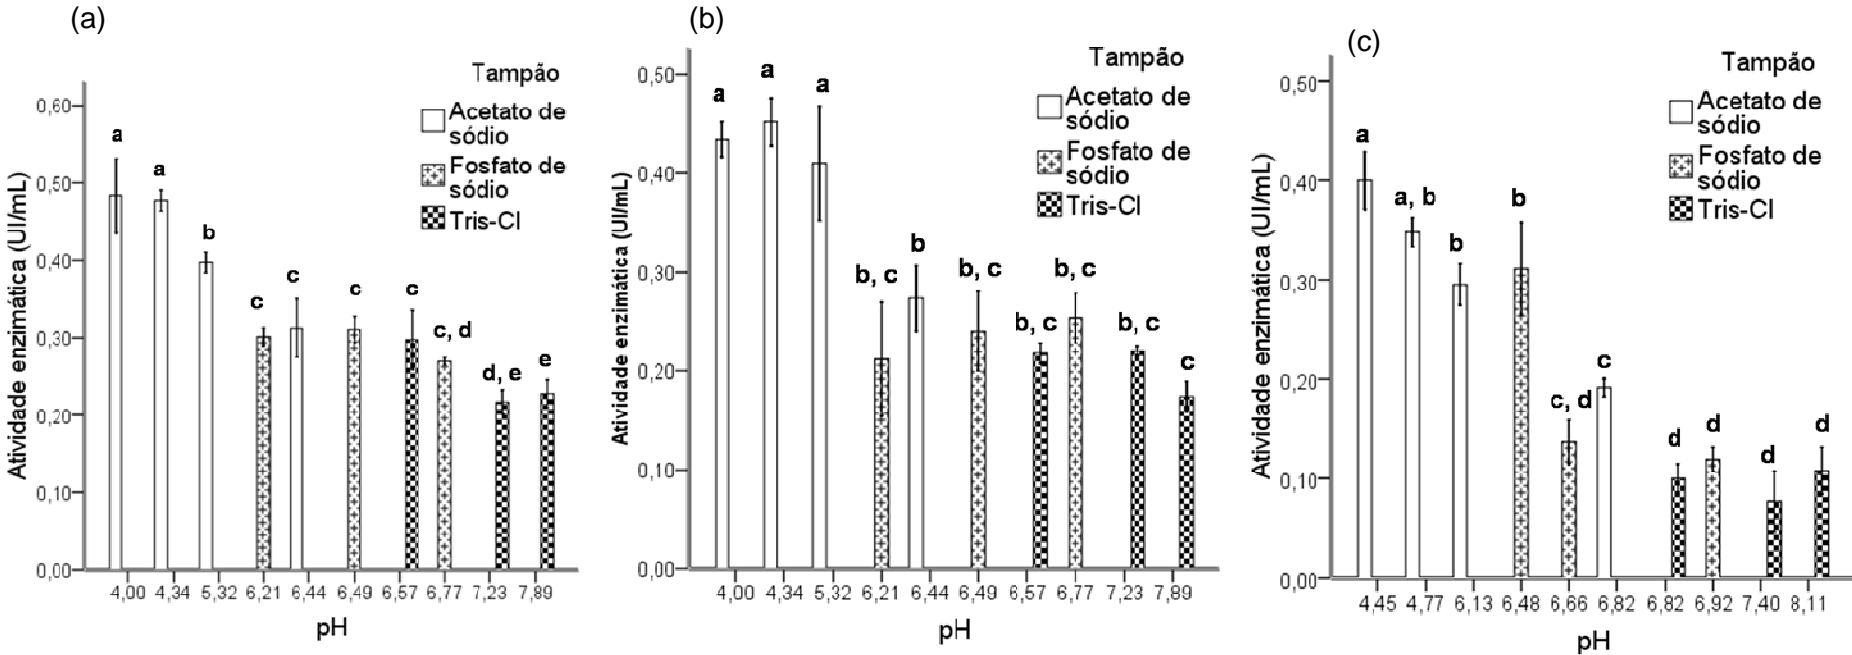 (a)
Tampão
Acetato de
sódio
Fosfato de
sódio
Tris-Cl
Atividade enzimática (UI/mL)
0,60
0,50
0,40
0,30
0,20
0,10
0,00
a
a
b
c
c
c
c
c, d
d, e
e
4,00 4,34 5,32 6,21 6,44 6,49 6,57 6,77 7,23 7,89
pH
(b)
Tampão
Acetato de
sódio
Fosfato de
sódio
Tris-Cl
Atividade enzimática (UI/mL)
0,50
0,40
0,30
0,20
0,10
0,00
a
a
a
b, c
b
b, c
b, c
b, c
b, c
c
4,00 4,34 5,32 6,21 6,44 6,49 6,57 6,77 7,23 7,89
pH
(c)
Tampão
Acetato de
sódio
Fosfato de
sódio
Tris-Cl
Atividade enzimática (UI/mL)
0,50
0,40
0,30
0,20
0,10
0,00
a
a, b
b
b
c, d
c
d
d
d
d
4,45 4,77 6,13 6,48 6,66 6,82 6,82 6,92 7,40 8,11
pH